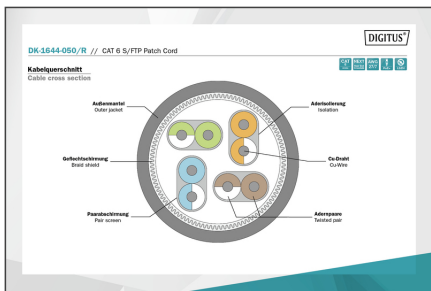 DIGITUS®
DK-1644-050/R // CAT 6 S/FTP Patch Cord
Kabelquerschnitt
Cable cross section
Außenmantel
Outer jacket
Aderisolierung
Isolation
Geflechtschirmung
Braid shield
Cu-Draht
Cu-Wire
Paarabschirmung
Pair screen
Adernpaare
Twisted pair